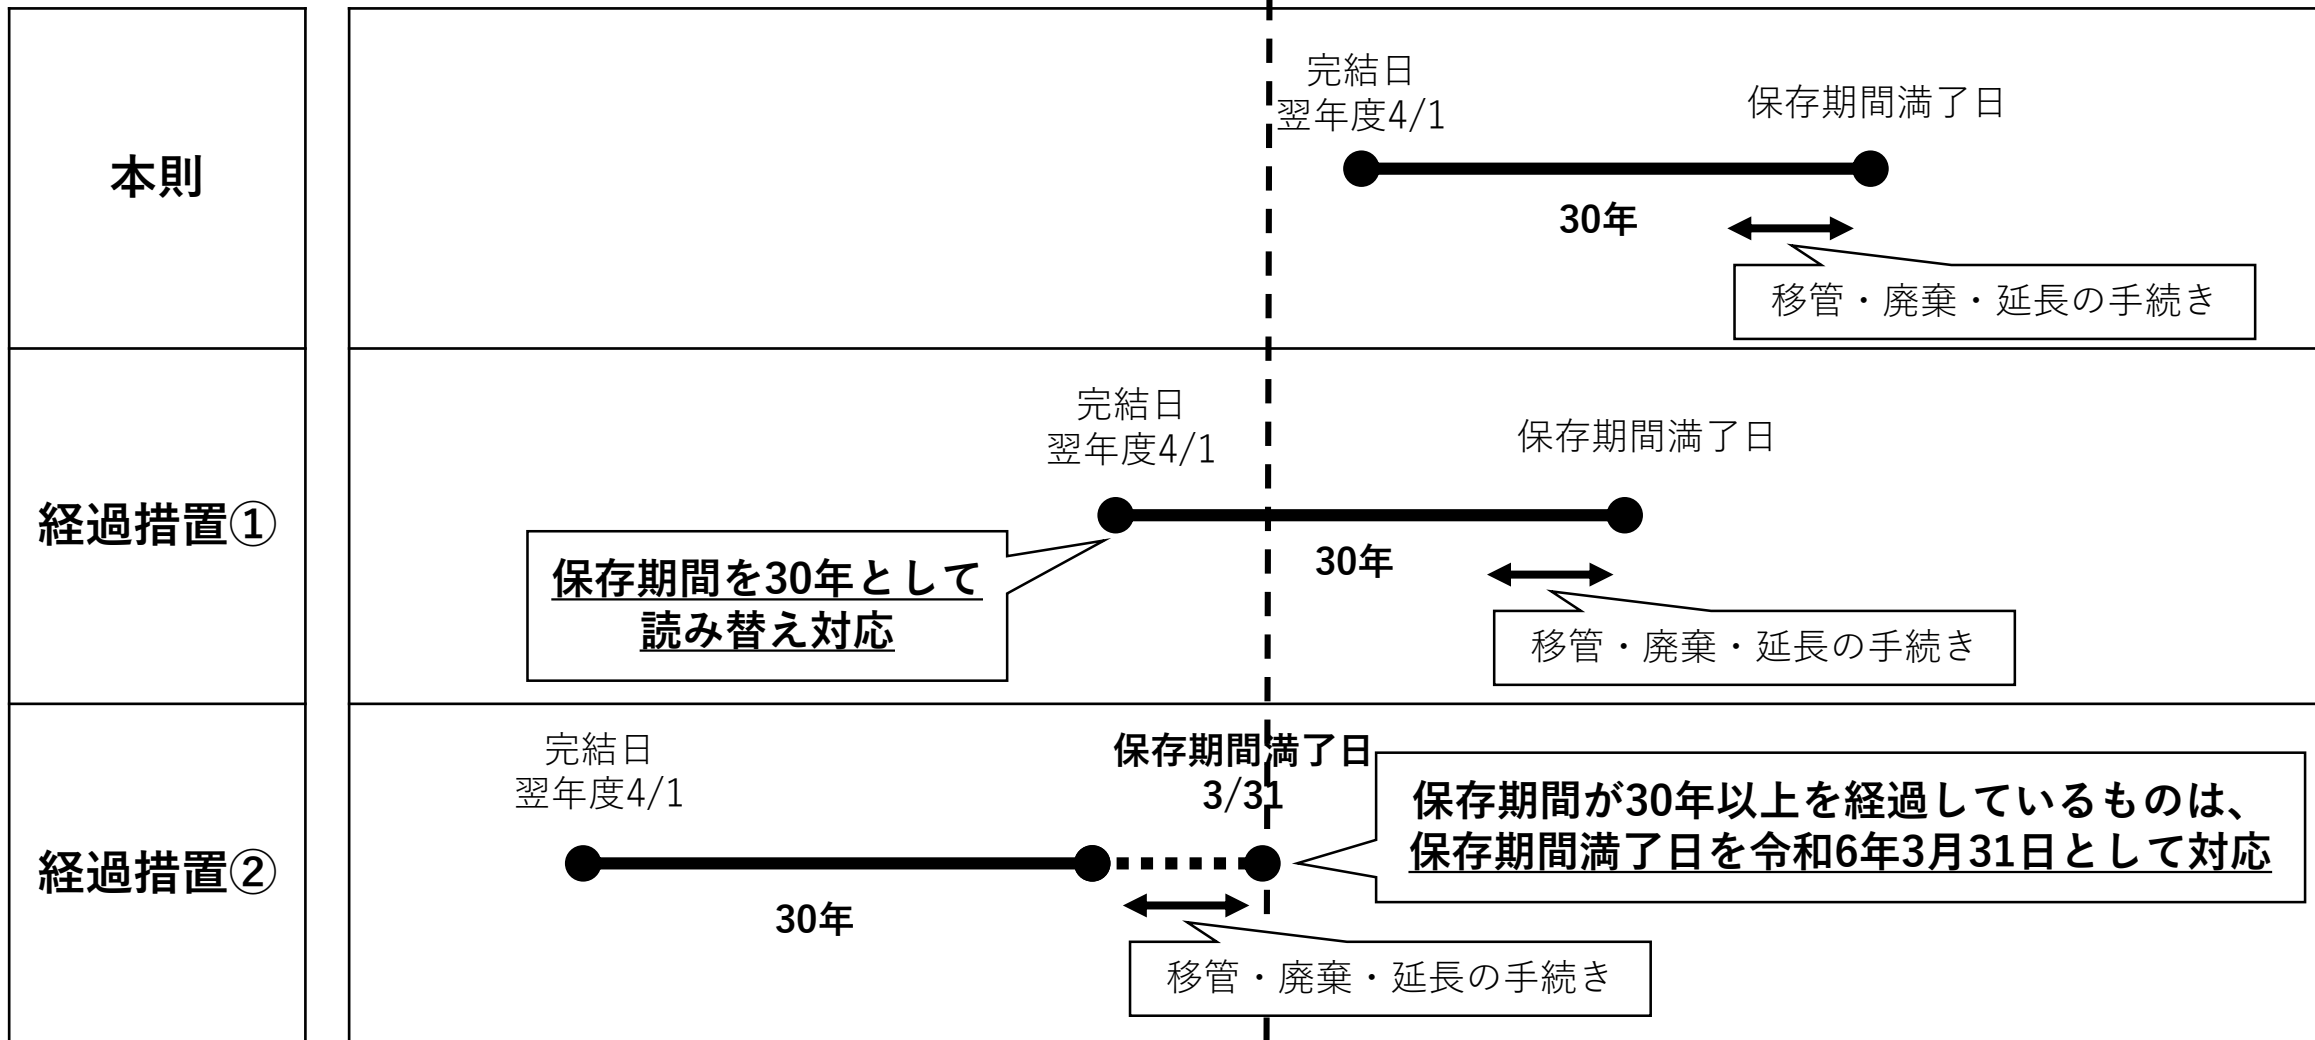 本則
完結日
翌年度4/1
保存期間満了日
30年
移管・廃棄・延長の手続き
経過措置①
完結日
翌年度4/1
保存期間満了日
保存期間を30年として
読み替え対応
30年
移管・廃棄・延長の手続き
経過措置②
完結日
翌年度4/1
保存期間満了日
3/31
保存期間が30年以上を経過しているものは、
保存期間満了日を令和6年3月31日として対応
30年
移管・廃棄・延長の手続き